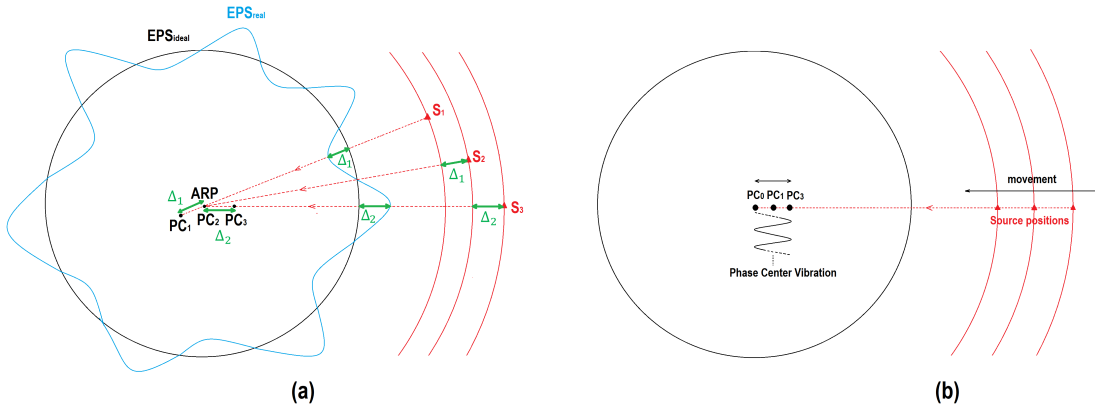 EPSreal
EPSideal
S1
Δ1
S2
Δ1
Δ1
ARP
S3
Δ2
Δ2
PC1
PC2
PC3
Δ2
(a)
movement
PC0
PC1
PC3
Source positions
Phase Center Vibration
(b)